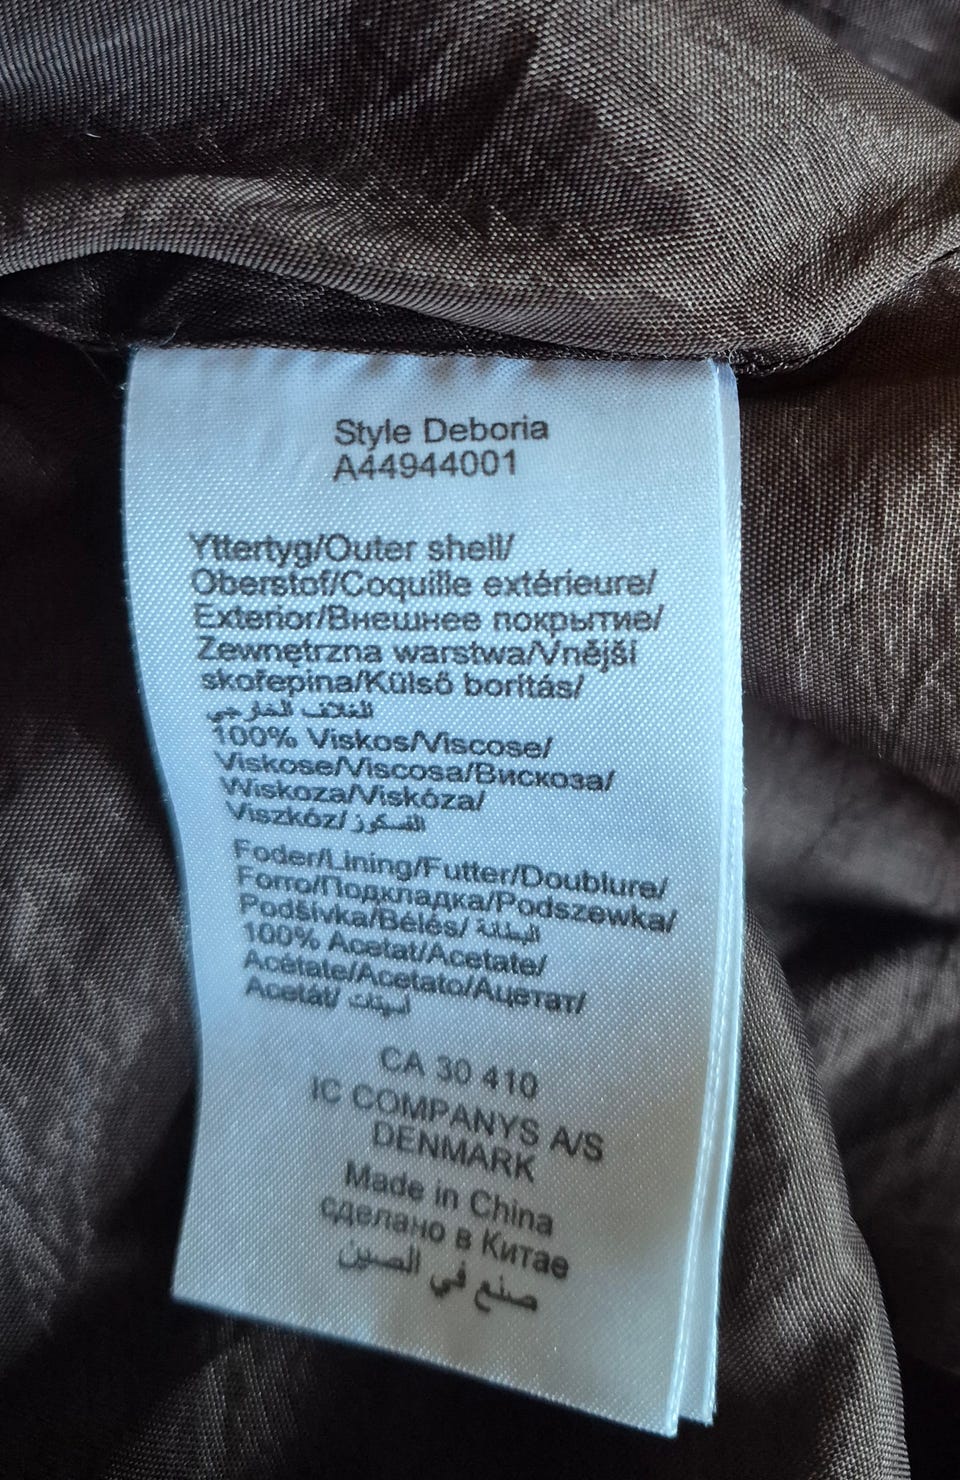 Style Deboria
A44944001
Yttertyg/Outer shell/
Oberstof/Coquille extérieure/
Exterior/Внешнее покрытие/
Zewnętrzna warstwa/Vnější
skořepina/Külső borítás/
الغلاف الخارجي
100% Viskos/Viscose/
Viskose/Viscosa/Вискоза/
Wiskoza/Viskóza/
Viszkóz/ الفسكوز
Foder/Lining/Futter/Doublure/
Forro/Подкладка/Podszewka/
Podšívka/Bélés/ البطانة
100% Acetat/Acetate/
Acétate/Acetato/Ацетат/
Acetát/ أسيتات
CA 30 410
IC COMPANYS A/S
DENMARK
Made in China
сделано в Китае
صنع في الصين